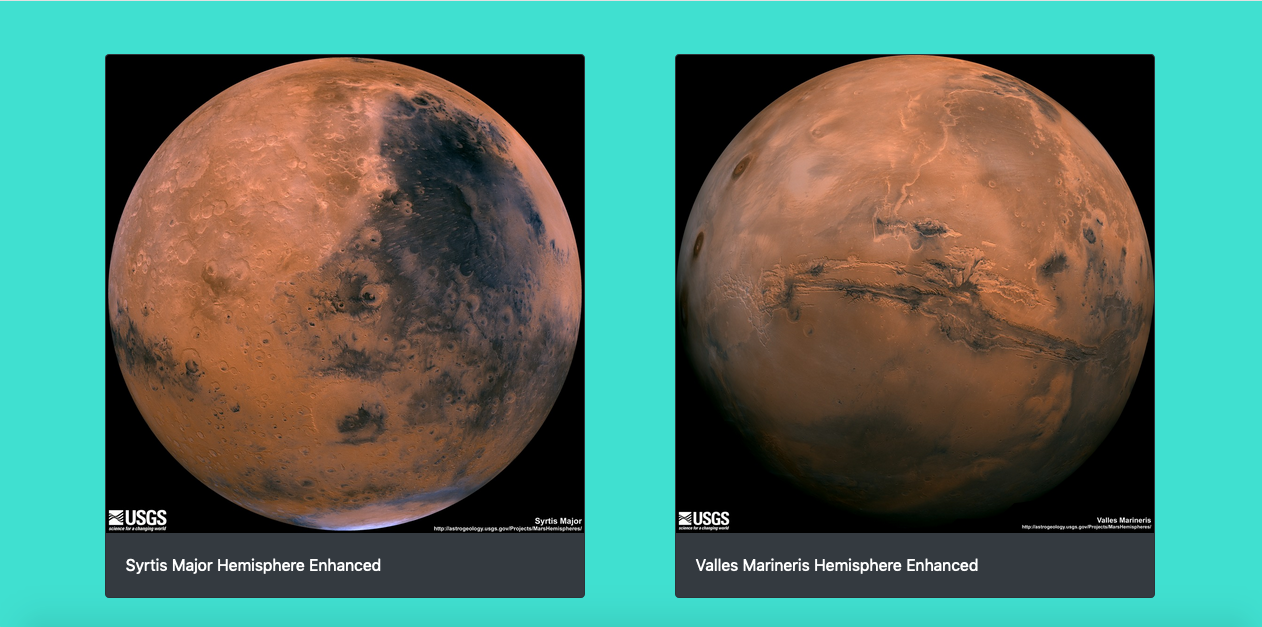 USGS
science for a changing world
Syrtis Major
http://astrogeology.usgs.gov/Projects/MarsHemispheres/
Syrtis Major Hemisphere Enhanced
USGS
science for a changing world
Valles Marineris
http://astrogeology.usgs.gov/Projects/MarsHemispheres/
Valles Marineris Hemisphere Enhanced